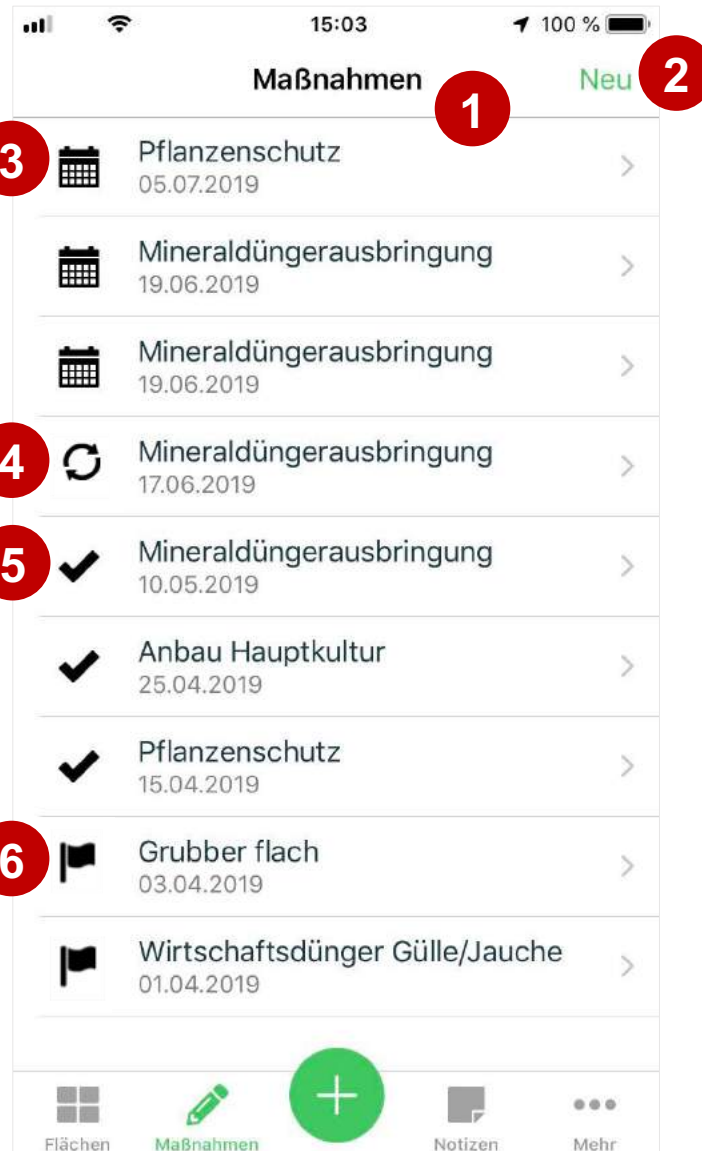 15:03
100 %
Maßnahmen
Neu
2
1
3
Pflanzenschutz
05.07.2019
Mineraldüngerausbringung
19.06.2019
Mineraldüngerausbringung
19.06.2019
4
Mineraldüngerausbringung
17.06.2019
5
Mineraldüngerausbringung
10.05.2019
Anbau Hauptkultur
25.04.2019
Pflanzenschutz
15.04.2019
6
Grubber flach
03.04.2019
Wirtschaftsdünger Gülle/Jauche
01.04.2019
Flächen
Maßnahmen
Notizen
Mehr